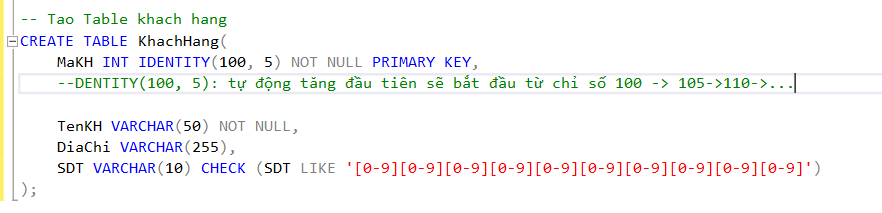 -- Tao Table khach hang
CREATE TABLE KhachHang(
MaKH INT IDENTITY(100, 5) NOT NULL PRIMARY KEY,
--DENTITY(100, 5): tự động tăng đầu tiên sẽ bắt đầu từ chỉ số 100 -> 105->110->...
TenKH VARCHAR(50) NOT NULL,
DiaChi VARCHAR(255),
SDT VARCHAR(10) CHECK (SDT LIKE '[0-9][0-9][0-9][0-9][0-9][0-9][0-9][0-9][0-9][0-9]')
);